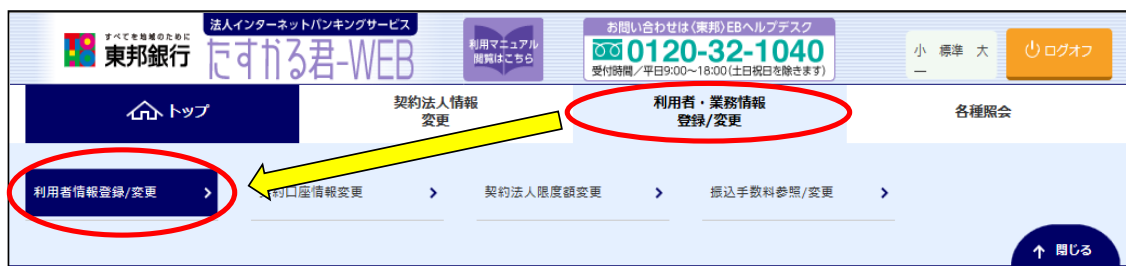 すべてを地域のために
東邦銀行
法人インターネットバンキングサービス
たすかる君-WEB
利用マニュアル
閲覧はこちら
お問い合わせは〈東邦〉EBヘルプデスク
0120-32-1040
受付時間/平日9:00~18:00(土日祝日を除きます)
小 標準 大
ログオフ
トップ
契約法人情報
変更
利用者・業務情報
登録/変更
各種照会
利用者情報登録/変更
約口座情報変更
契約法人限度額変更
振込手数料参照/変更
閉じる